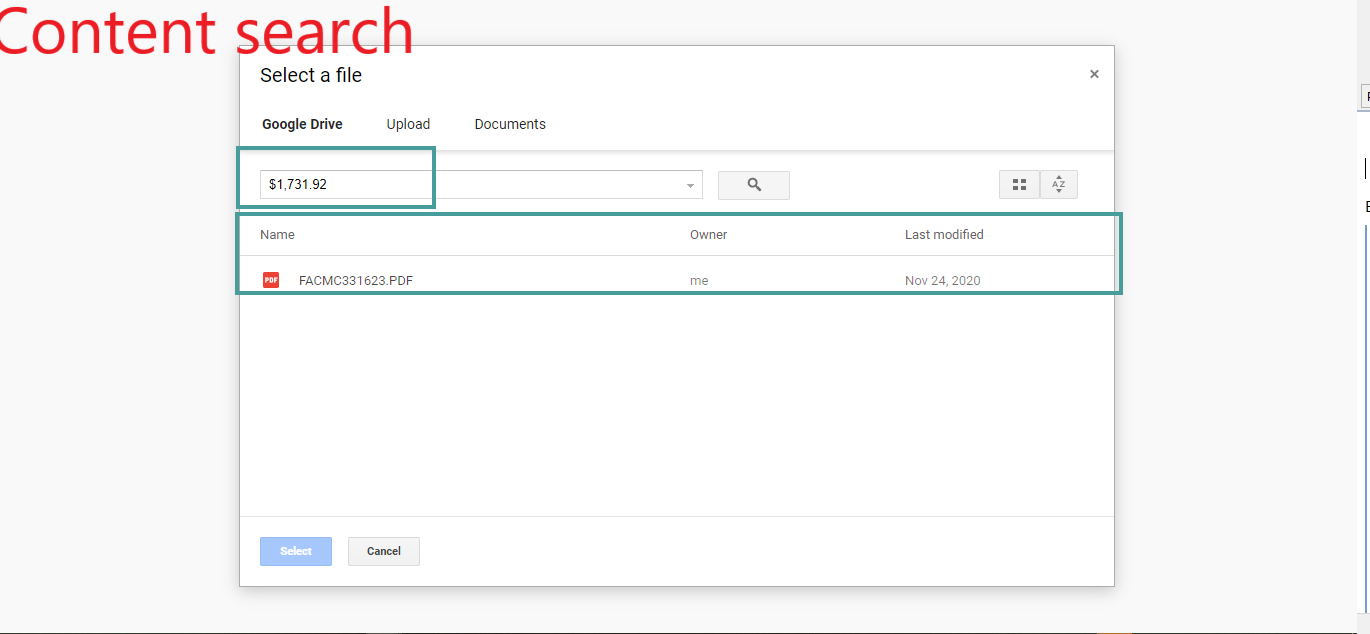 Content search
Select a file
Google Drive Upload Documents
$1,731.92
AZ
Name Owner Last modified
PDF FACMC331623.PDF me Nov 24, 2020
Select Cancel